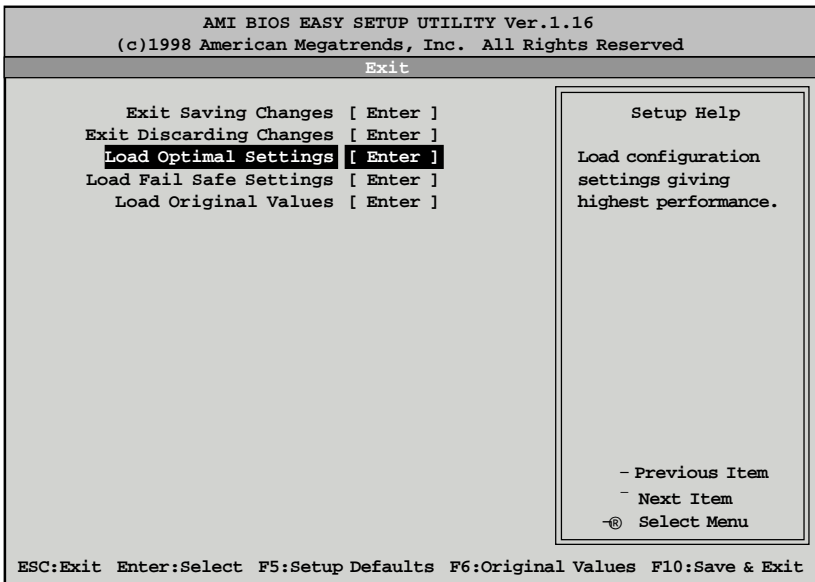 AMI BIOS EASY SETUP UTILITY Ver.1.16
(c)1998 American Megatrends, Inc. All Rights Reserved
Exit
Exit Saving Changes [ Enter ]
Exit Discarding Changes [ Enter ]
Load Optimal Settings [ Enter ]
Load Fail Safe Settings [ Enter ]
Load Original Values [ Enter ]
Setup Help
Load configuration
settings giving
highest performance.
– Previous Item
¯ Next Item
¬® Select Menu
ESC:Exit Enter:Select F5:Setup Defaults F6:Original Values F10:Save & Exit